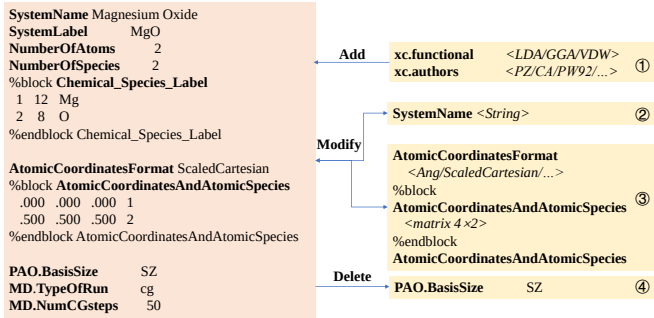 SystemName Magnesium Oxide
SystemLabel MgO
NumberOfAtoms 2
NumberOfSpecies 2
%block Chemical_Species_Label
1 12 Mg
2 8 O
%endblock Chemical_Species_Label
AtomicCoordinatesFormat ScaledCartesian
%block AtomicCoordinatesAndAtomicSpecies
.000 .000 .000 1
.500 .500 .500 2
%endblock AtomicCoordinatesAndAtomicSpecies
PAO.BasisSize SZ
MD.TypeOfRun cg
MD.NumCGsteps 50
Add
xc.functional <LDA/GGA/VDW>
xc.authors <PZ/CA/PW92/...>
①
Modify
SystemName <String>
②
AtomicCoordinatesFormat
<Ang/ScaledCartesian/...>
%block
AtomicCoordinatesAndAtomicSpecies
<matrix 4×2>
%endblock
AtomicCoordinatesAndAtomicSpecies
③
Delete
PAO.BasisSize SZ
④